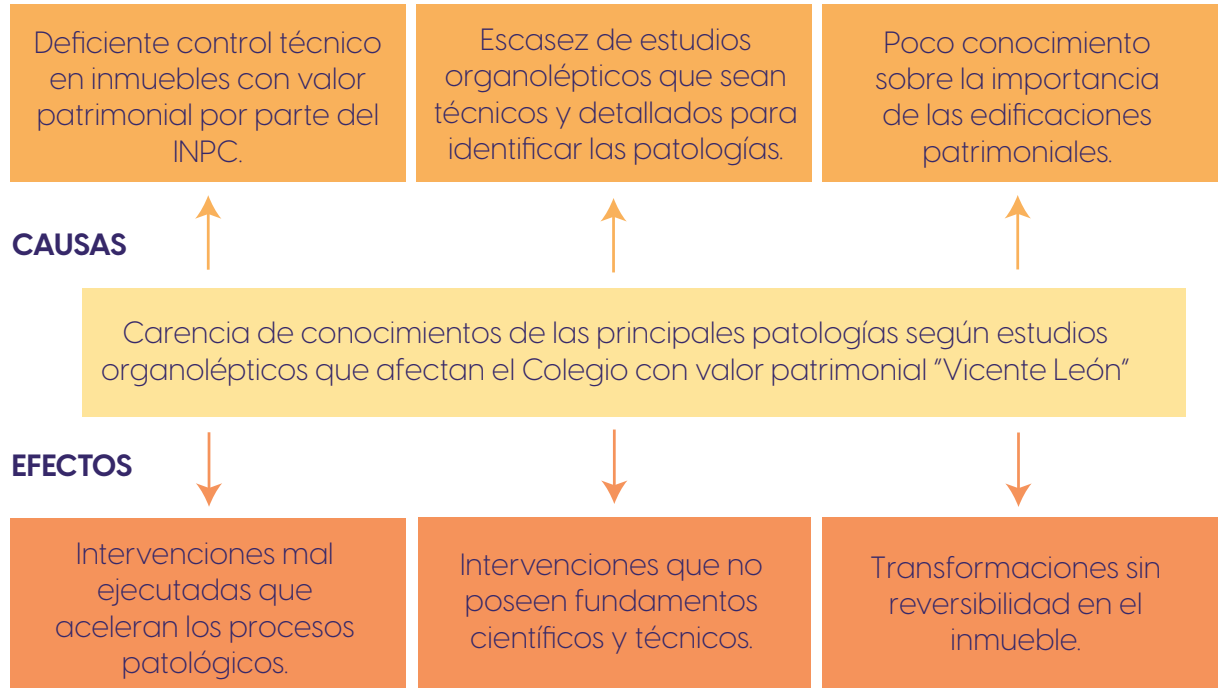 Deficiente control técnico
en inmuebles con valor
patrimonial por parte del
INPC.
Escasez de estudios
organolépticos que sean
técnicos y detallados para
identificar las patologías.
Poco conocimiento
sobre la importancia
de las edificaciones
patrimoniales.
CAUSAS
Carencia de conocimientos de las principales patologías según estudios
organolépticos que afectan el Colegio con valor patrimonial "Vicente León"
EFECTOS
Intervenciones mal
ejecutadas que
aceleran los procesos
patológicos.
Intervenciones que no
poseen fundamentos
científicos y técnicos.
Transformaciones sin
reversibilidad en el
inmueble.